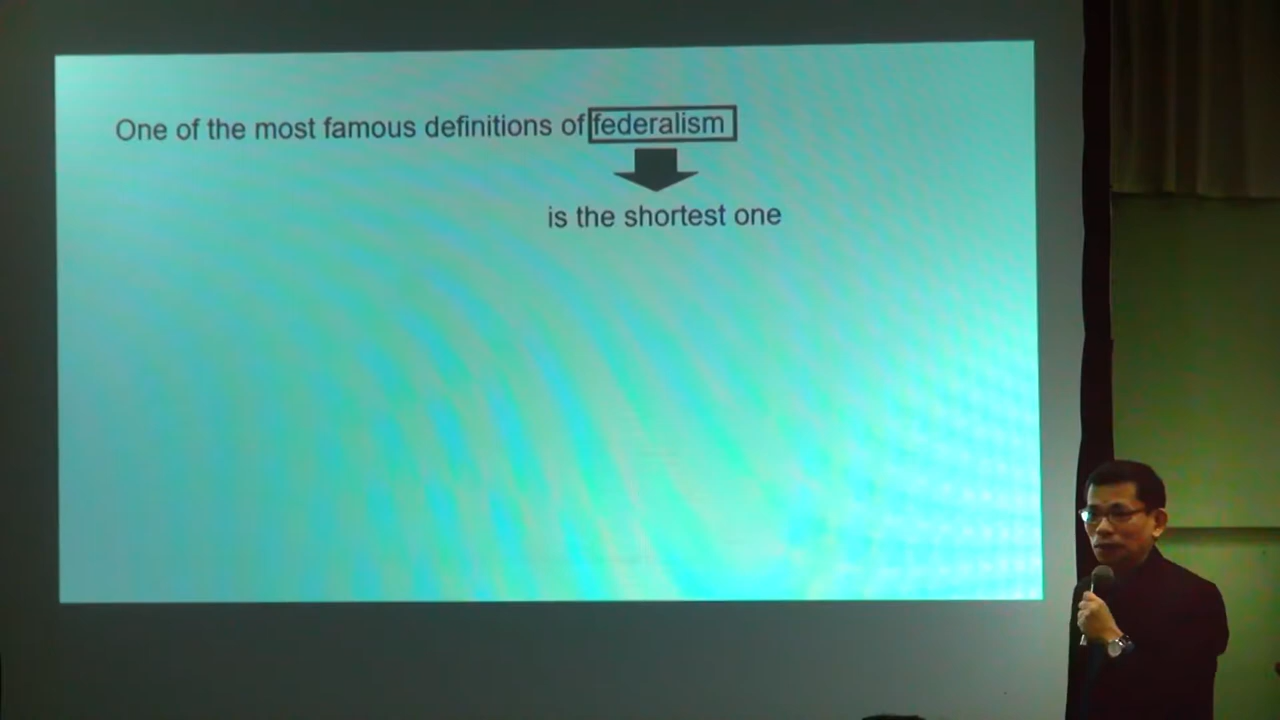 One of the most famous definitions of federalism
is the shortest one